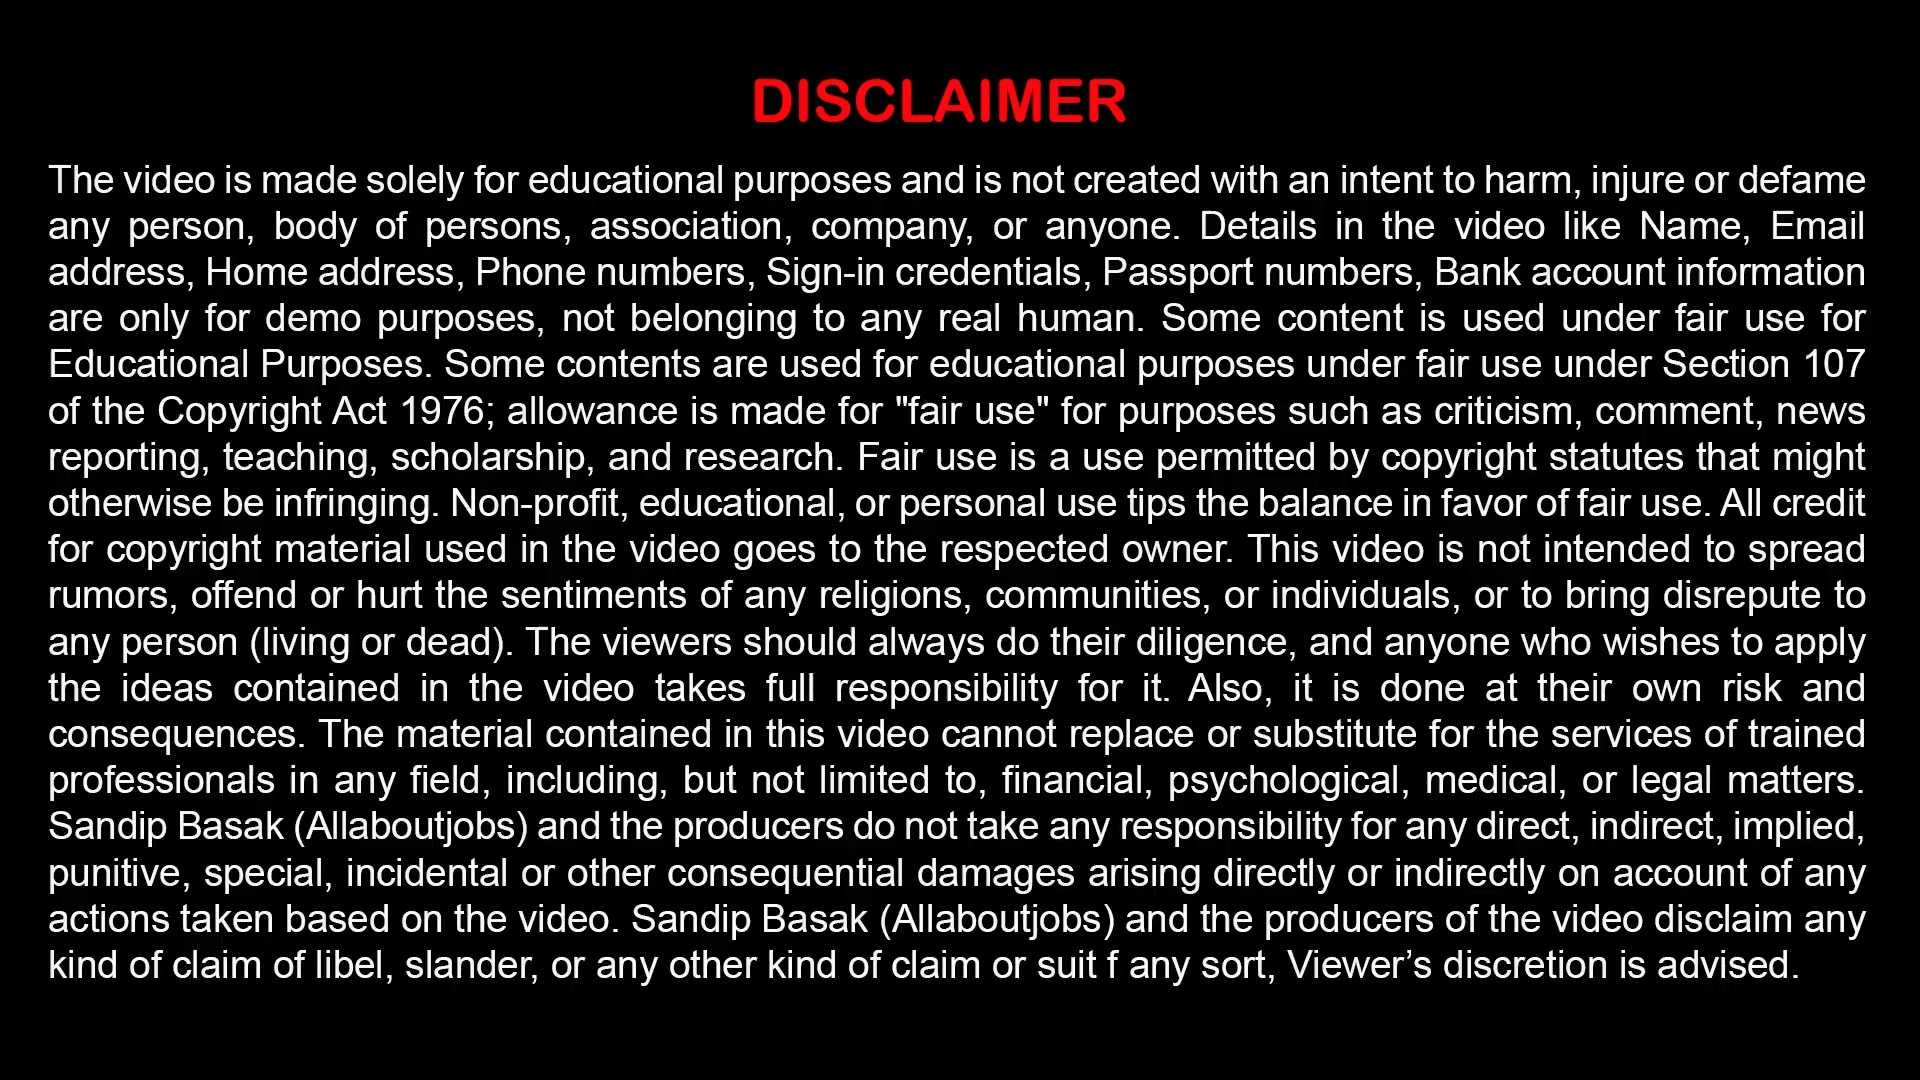 DISCLAIMER
The video is made solely for educational purposes and is not created with an intent to harm, injure or defame
any person, body of persons, association, company, or anyone. Details in the video like Name, Email
address, Home address, Phone numbers, Sign-in credentials, Passport numbers, Bank account information
are only for demo purposes, not belonging to any real human. Some content is used under fair use for
Educational Purposes. Some contents are used for educational purposes under fair use under Section 107
of the Copyright Act 1976; allowance is made for "fair use" for purposes such as criticism, comment, news
reporting, teaching, scholarship, and research. Fair use is a use permitted by copyright statutes that might
otherwise be infringing. Non-profit, educational, or personal use tips the balance in favor of fair use. All credit
for copyright material used in the video goes to the respected owner. This video is not intended to spread
rumors, offend or hurt the sentiments of any religions, communities, or individuals, or to bring disrepute to
any person (living or dead). The viewers should always do their diligence, and anyone who wishes to apply
the ideas contained in the video takes full responsibility for it. Also, it is done at their own risk and
consequences. The material contained in this video cannot replace or substitute for the services of trained
professionals in any field, including, but not limited to, financial, psychological, medical, or legal matters.
Sandip Basak (Allaboutjobs) and the producers do not take any responsibility for any direct, indirect, implied,
punitive, special, incidental or other consequential damages arising directly or indirectly on account of any
actions taken based on the video. Sandip Basak (Allaboutjobs) and the producers of the video disclaim any
kind of claim of libel, slander, or any other kind of claim or suit f any sort, Viewer’s discretion is advised.